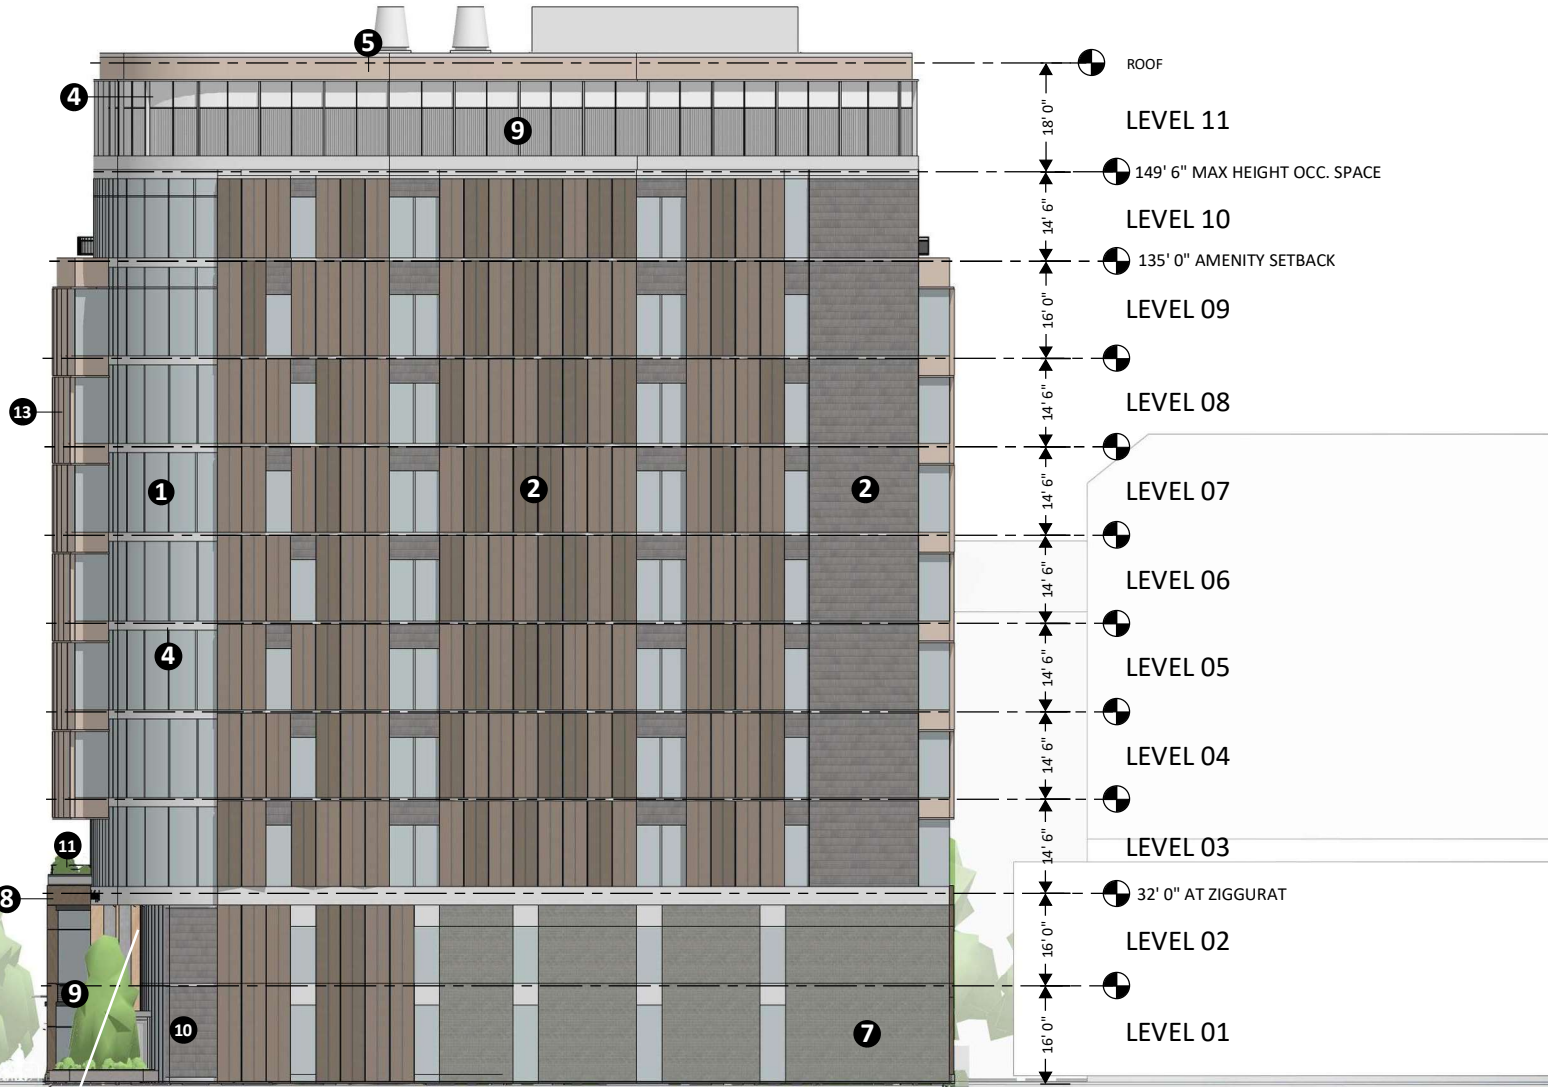 5
ROOF
4
18' 0"
LEVEL 11
9
149' 6" MAX HEIGHT OCC. SPACE
14' 6"
LEVEL 10
135' 0" AMENITY SETBACK
16' 0"
LEVEL 09
13
14' 6"
LEVEL 08
1
2
2
14' 6"
LEVEL 07
14' 6"
LEVEL 06
4
14' 6"
LEVEL 05
14' 6"
LEVEL 04
11
14' 6"
LEVEL 03
8
32' 0" AT ZIGGURAT
16' 0"
LEVEL 02
9
10
7
16' 0"
LEVEL 01